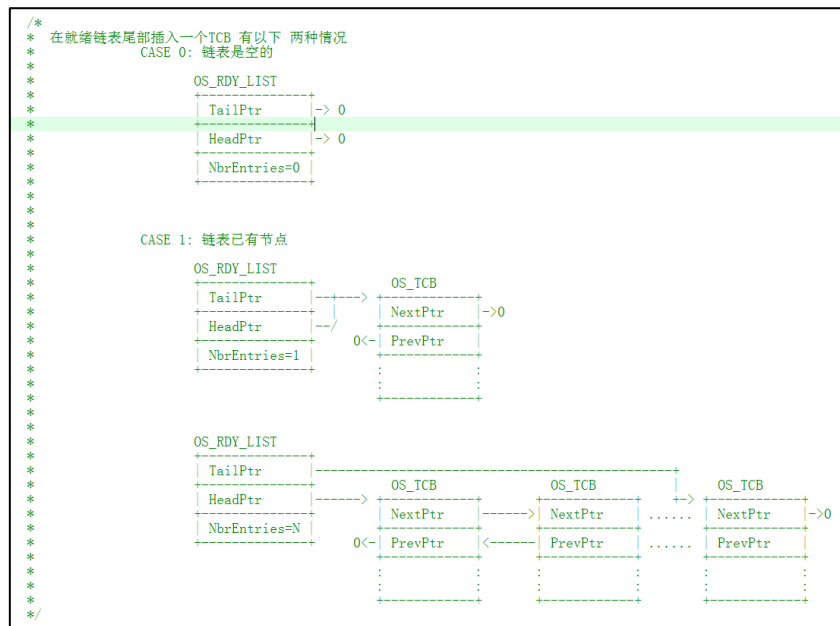 /*
* 在就绪链表尾部插入一个TCB 有以下 两种情况
* CASE 0: 链表是空的
*
* OS_RDY_LIST
* +--------------+
* | TailPtr |-> 0
* +--------------+
* | HeadPtr |-> 0
* +--------------+
* | NbrEntries=0 |
* +--------------+
*
*
*
* CASE 1: 链表已有节点
*
* OS_RDY_LIST
* +--------------+ OS_TCB
* | TailPtr |--+---> +------------+
* +--------------+ | | NextPtr |->0
* | HeadPtr |--/ +------------+
* +--------------+ 0<-| PrevPtr |
* | NbrEntries=1 | +------------+
* +--------------+ : :
* : :
* +------------+
*
*
* OS_RDY_LIST
* +--------------+
* | TailPtr |--------------------------------------------+
* +--------------+ OS_TCB OS_TCB | OS_TCB
* | HeadPtr |------> +------------+ +------------+ +-> +------------+
* +--------------+ | NextPtr |------>| NextPtr | ...... | NextPtr |->0
* | NbrEntries=N | +------------+ +------------+ +------------+
* +--------------+ 0<-| PrevPtr |<------| PrevPtr | ...... | PrevPtr |
* +------------+ +------------+ +------------+
* : : : : : :
* : : : : : :
* +------------+ +------------+ +------------+
*/